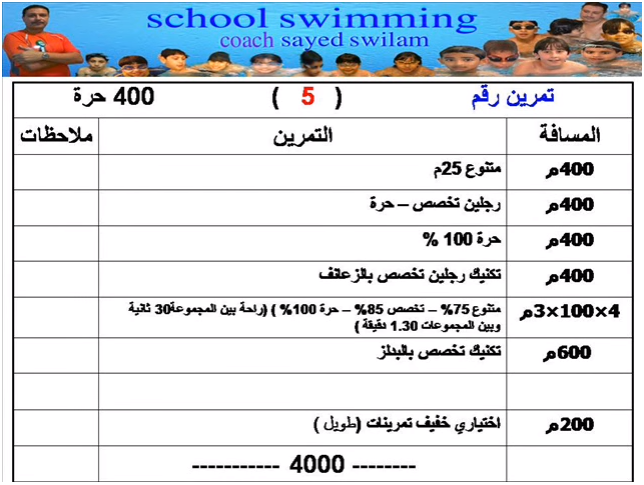 school swimming
coach sayed swilam
تمرين رقم ( 5 ) 400 حرة
المسافة التمرين ملاحظات
400م متنوع 25م
400م رجلين تخصص – حرة
400م حرة 100 %
400م تكنيك رجلين تخصص بالزعانف
4×100×3م متنوع 75% – تخصص 85% – حرة 100% ) (راحة بين المجموعة30 ثانية
وبين المجموعات 1.30 دقيقة )
600م تكنيك تخصص بالبدلز
200م اختياري خفيف تمرينات (طويل )
----------- 4000 --------